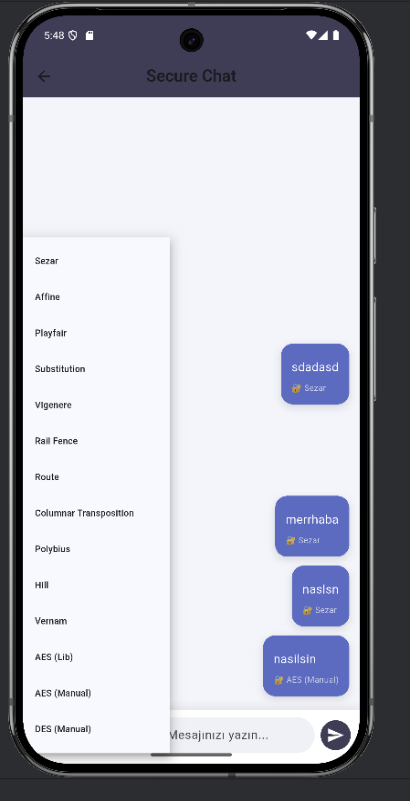 5:48
Secure Chat
Sezar
Affine
Playfair
Substitution
Vigenere
Rail Fence
Route
Columnar Transposition
Polybius
Hill
Vernam
AES (Lib)
AES (Manual)
DES (Manual)
sdadasd
Sezar
merrhaba
Sezar
naslsn
Sezar
nasilsin
AES (Manual)
Mesajınızı yazın...